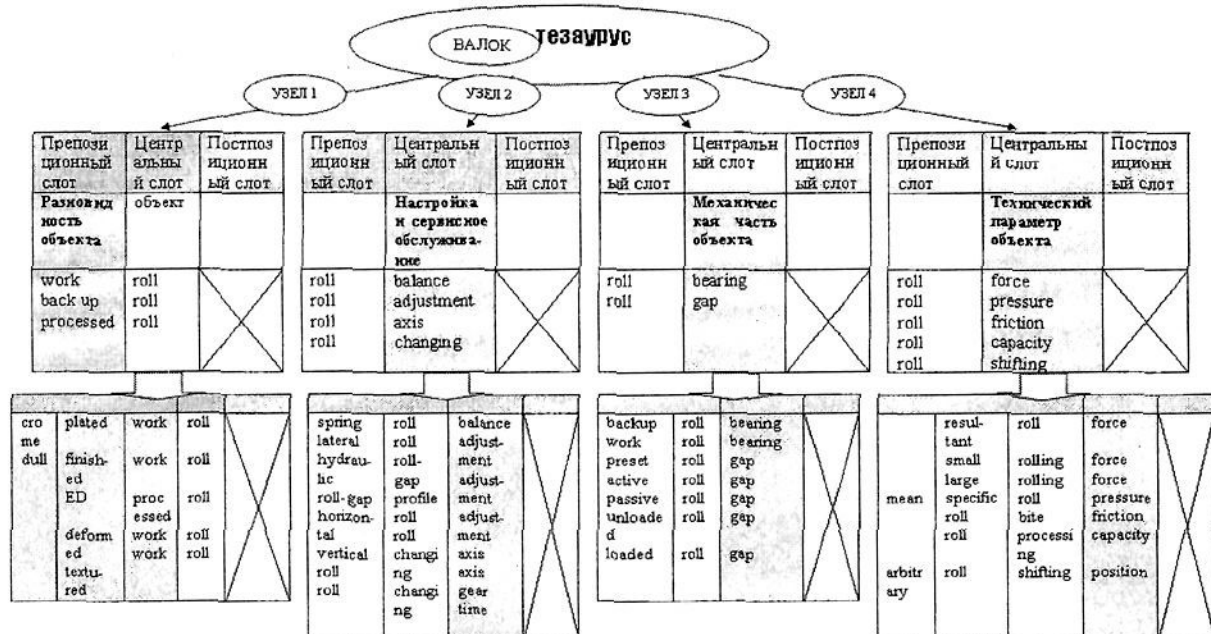 тезаурус
ВАЛОК
УЗЕЛ 1
УЗЕЛ 2
УЗЕЛ 3
УЗЕЛ 4
Препози
ционный
слот
Центр
альны
й слот
Постпоз
иционн
ый слот
Разновид
ность
объекта
объект
work roll
back up roll
processed roll
Препоз
иционн
ый слот
Центральн
ый слот
Постпоз
иционн
ый слот
Настройка
и сервисное
обслужива-
ние
roll balance
roll adjustment
roll axis
roll changing
Препоз
иционн
ый слот
Центральн
ый слот
Постпоз
иционн
ый слот
Механичес
кая часть
объекта
roll bearing
roll gap
Препози
ционный
слот
Центральны
й слот
Постпоз
иционн
ый слот
Технический
параметр
объекта
roll force
roll pressure
roll friction
roll capacity
roll shifting
cro plated work roll
me
dull finish- work roll
ed
ED proc roll
essed
deform work roll
ed work roll
textu-
red
spring roll balance
lateral roll adjust-
hydrau- roll- ment
lic gap adjust-
roll-gap profile ment
horizon- roll adjust-
tal roll ment
vertical changi axis
roll ng axis
roll changi gear
ng time
backup roll bearing
work roll bearing
preset roll gap
active roll gap
passive roll gap
unloade roll gap
d
loaded roll gap
resul- roll force
tant
small rolling force
large rolling force
mean specific roll pressure
roll bite friction
roll processi capacity
ng
arbitr roll shifting position
ary